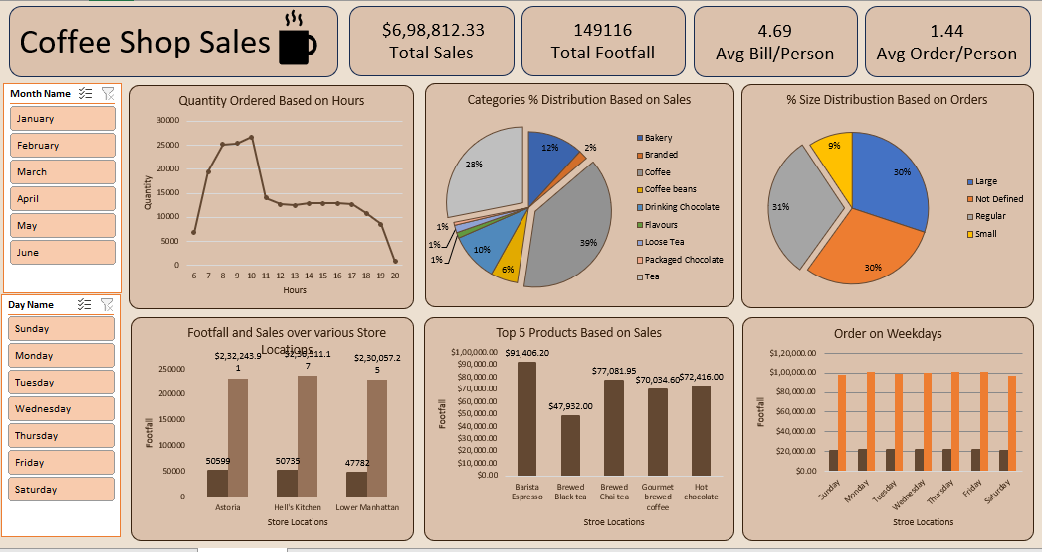 Coffee Shop Sales
$6,98,812.33
Total Sales
149116
Total Footfall
4.69
Avg Bill/Person
1.44
Avg Order/Person
Month Name
January
February
March
April
May
June
Day Name
Sunday
Monday
Tuesday
Wednesday
Thursday
Friday
Saturday
Quantity Ordered Based on Hours
30000
25000
20000
15000
10000
5000
0
Quantity
6 7 8 9 10 11 12 13 14 15 16 17 18 19 20
Hours
Categories % Distribution Based on Sales
12%
2%
39%
6%
10%
1%
1%
1%
28%
Bakery
Branded
Coffee
Coffee beans
Drinking Chocolate
Flavours
Loose Tea
Packaged Chocolate
Tea
% Size Distribustion Based on Orders
30%
30%
31%
9%
Large
Not Defined
Regular
Small
Footfall and Sales over various Store
Locations
$2,32,243.9
1
7
$2,30,057.2
5
250000
200000
150000
100000
50000
0
Footfall
50599
50735
47782
Astoria Hell's Kitchen Lower Manhattan
Store Locations
Top 5 Products Based on Sales
$1,00,000.00
$90,000.00
$80,000.00
$70,000.00
$60,000.00
$50,000.00
$40,000.00
$30,000.00
$20,000.00
$10,000.00
$0.00
Footfall
$91406.20
$47,932.00
$77,081.95
$70,034.60
$72,416.00
Barista
Espresso
Brewed
Black tea
Brewed
Chai tea
Gourmet
brewed
coffee
Hot
chocolate
Stroe Locations
Order on Weekdays
$1,20,000.00
$1,00,000.00
$80,000.00
$60,000.00
$40,000.00
$20,000.00
$0.00
Footfall
Sunday
Monday
Tuesday
Wednesday
Thursday
Friday
Saturday
Stroe Locations